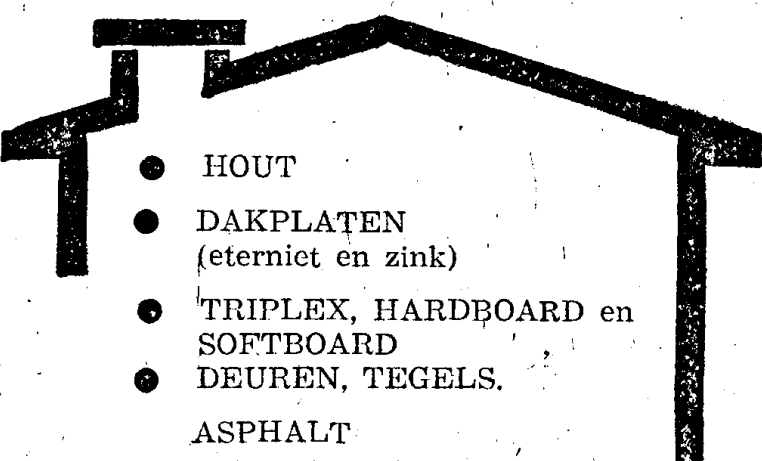 ● HOUT
● DAKPLATEN
(eterniet en zink)
● TRIPLEX, HARDBOARD en
SOFTBOARD
● DEUREN, TEGELS.
ASPHALT